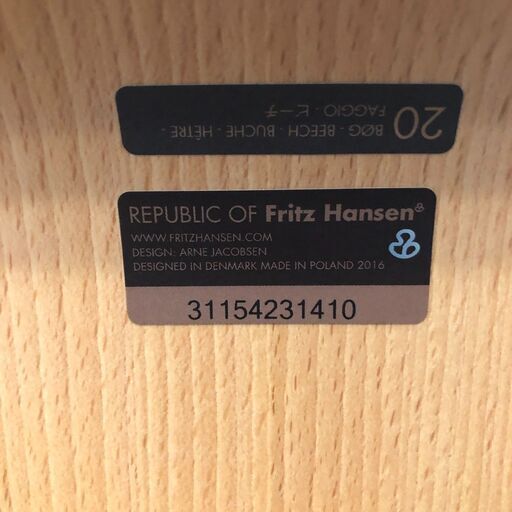 20 BØG - BEECH - BUCHE - HÊTRE -
FAGGIO - ビーチ
REPUBLIC OF Fritz Hansen®
WWW.FRITZHANSEN.COM
DESIGN: ARNE JACOBSEN
DESIGNED IN DENMARK MADE IN POLAND 2016
31154231410